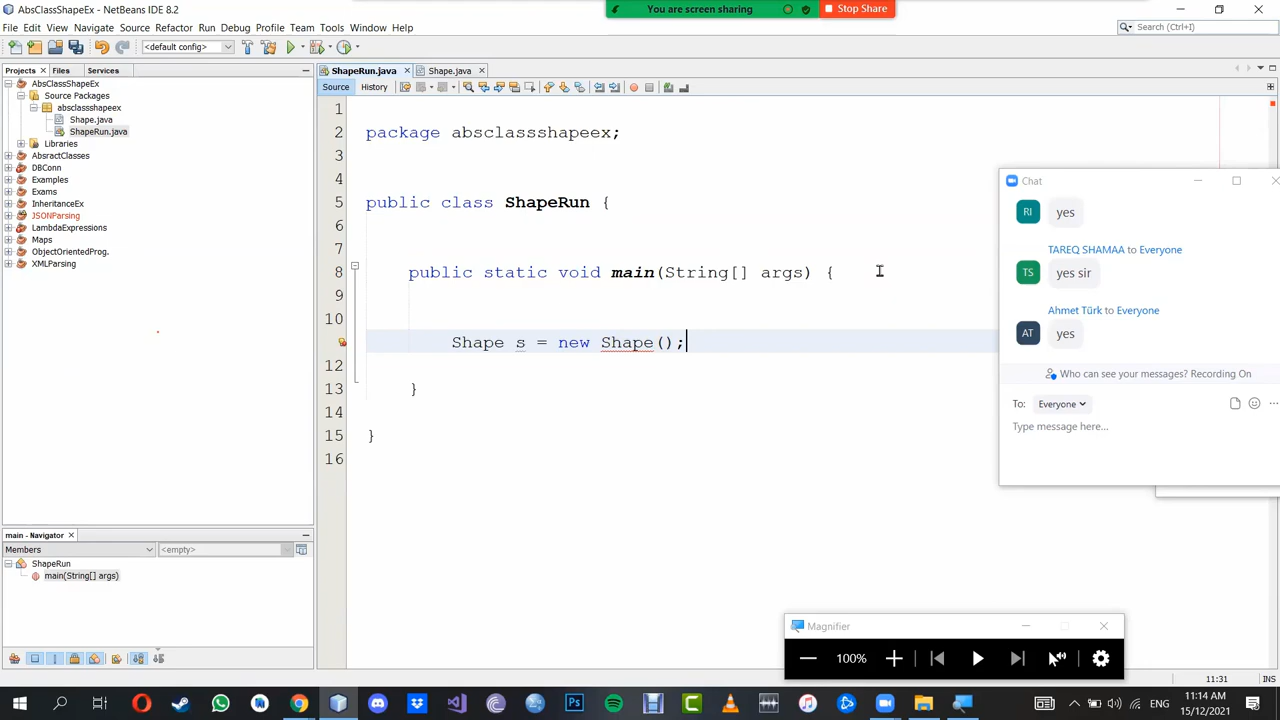 AbsClassShapeEx - NetBeans IDE 8.2
You are screen sharing
Stop Share
File Edit View Navigate Source Refactor Run Debug Profile Team Tools Window Help
Search (Ctrl+I)
<default config>
Projects Files Services
ShapeRun.java Shape.java
Source History
AbsClassShapeEx
Source Packages
absclassshapeex
Shape.java
ShapeRun.java
Libraries
AbsractClasses
DBConn
Examples
Exams
InheritanceEx
JSONParsing
LambdaExpressions
Maps
ObjectOrientedProg.
XMLParsing
1
2 package absclassshapeex;
3
4
5 public class ShapeRun {
6
7
8 public static void main(String[] args) {
9
10
Shape s = new Shape();
12
13 }
14
15 }
16
Chat
RI yes
TAREQ SHAMAA to Everyone
TS yes sir
Ahmet Türk to Everyone
AT yes
Who can see your messages? Recording On
To: Everyone
Type message here...
main - Navigator
Members <empty>
ShapeRun
main(String[] args)
Magnifier
100%
11:31 INS
ENG
11:14 AM
15/12/2021